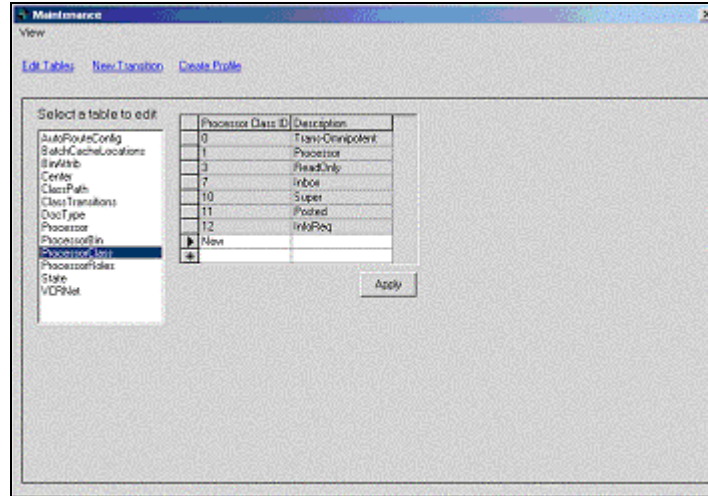 Maintenance
View
Edit Tables New Transition Create Profile
Select a table to edit
AutoRouteConfig
BatchCacheLocations
BinAttrib
Center
ClassPath
ClassTransitions
DocType
Processor
ProcessorBin
ProcessorClass
ProcessorRoles
State
VERNet
Processor Class ID Description
0 Trans-Omnipotent
1 Processor
3 ReadOnly
7 Inbox
10 Super
11 Posted
12 InfoReq
New
Apply